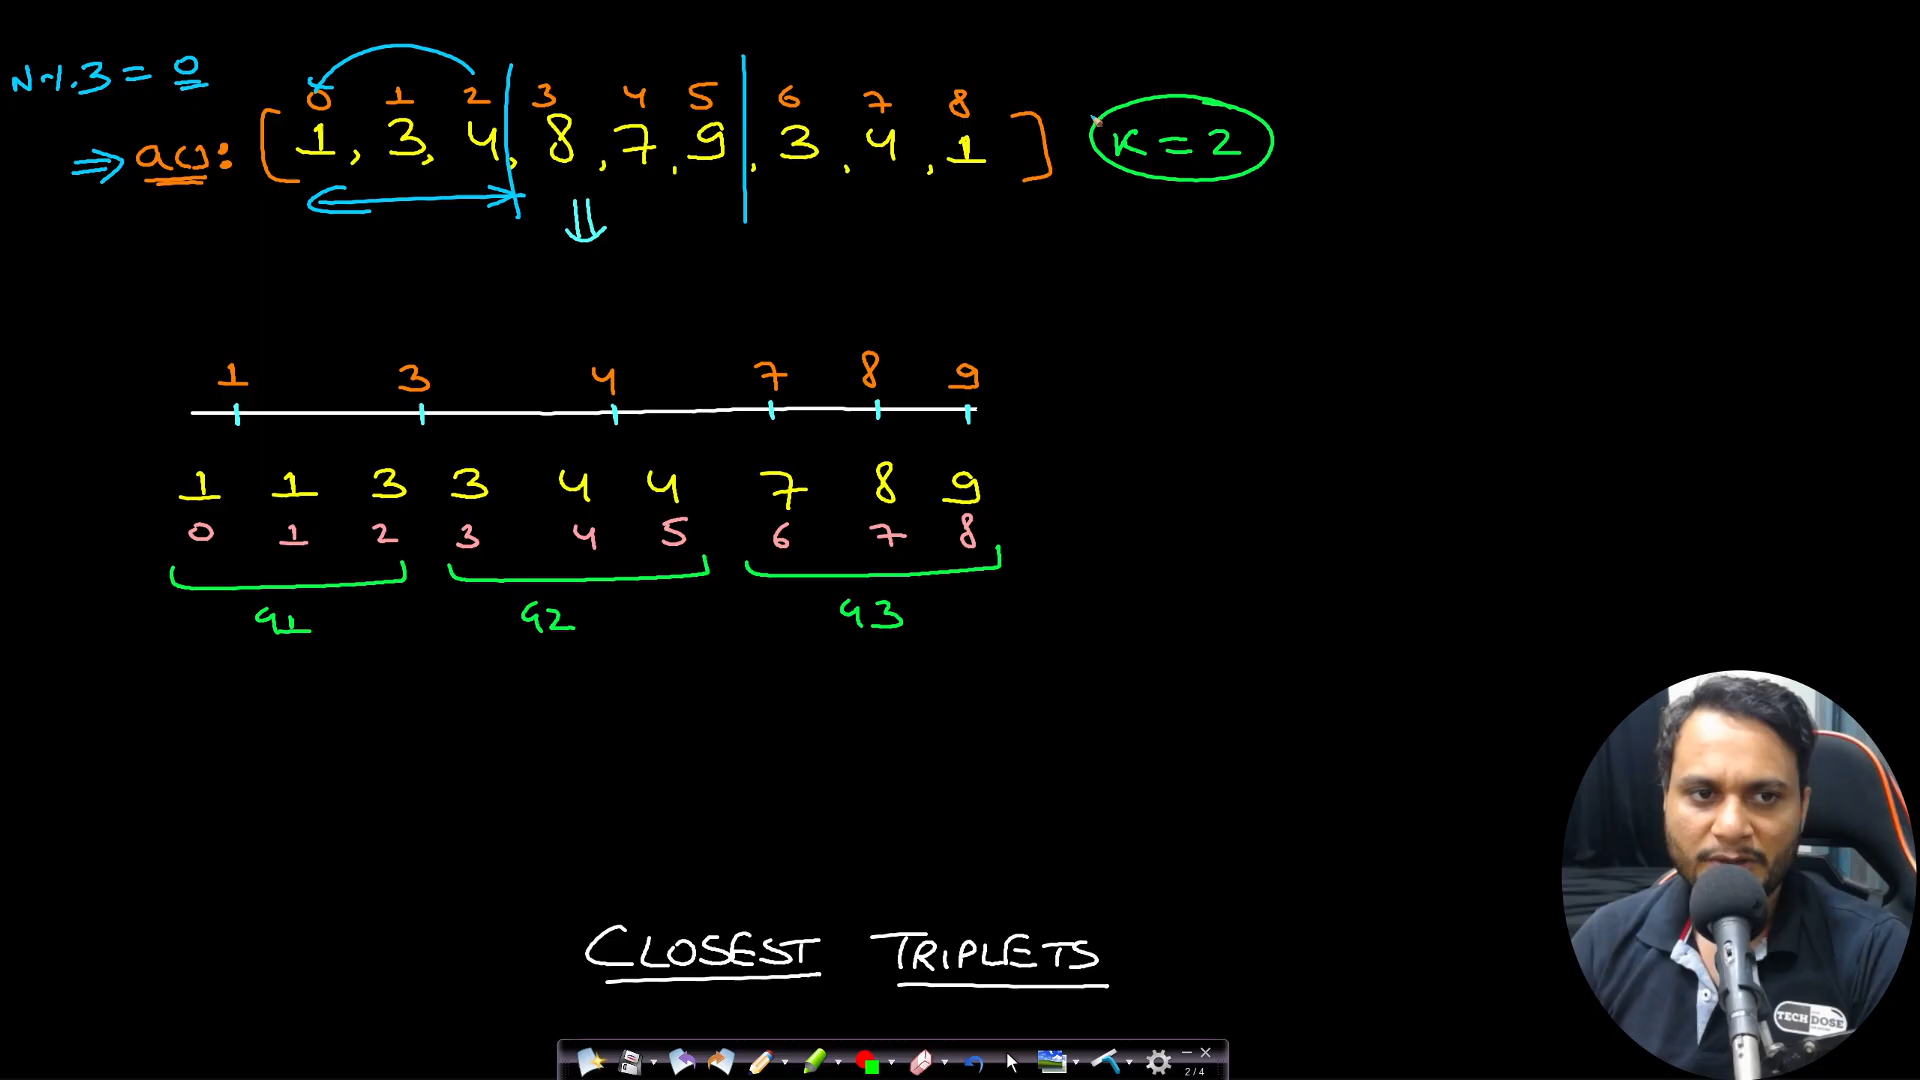 N%3 = 0
0 1 2 3 4 5 6 7 8
⇒ a[]: [1, 3, 4, 8, 7, 9, 3, 4, 1] K = 2
1 3 4 7 8 9
1 1 3 3 4 4 7 8 9
0 1 2 3 4 5 6 7 8
G1 G2 G3
CLOSEST TRIPLETS
TECH DOSE
2/4